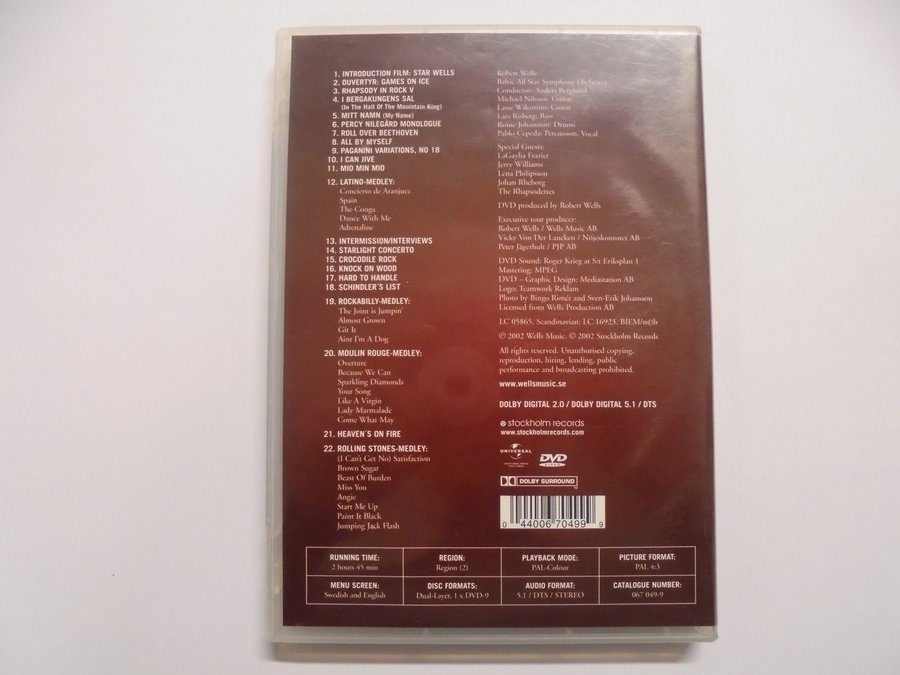 1. INTRODUCTION FILM: STAR WELLS
2. OUVERTYR: GAMES ON ICE
3. RHAPSODY IN ROCK V
4. I BERGAKUNGENS SAL
(In The Hall Of The Mountain King)
5. MITT NAMN (My Name)
6. PERCY NILEGÅRD MONOLOGUE
7. ROLL OVER BEETHOVEN
8. ALL BY MYSELF
9. PAGANINI VARIATIONS, NO 18
10. I CAN JIVE
11. MIO MIN MIO
12. LATINO-MEDLEY:
Concierto de Aranjuez
Spain
The Conga
Dance With Me
Adrenaline
13. INTERMISSION/INTERVIEWS
14. STARLIGHT CONCERTO
15. CROCODILE ROCK
16. KNOCK ON WOOD
17. HARD TO HANDLE
18. SCHINDLER'S LIST
19. ROCKABILLY-MEDLEY:
The Joint is Jumpin'
Almost Grown
Git It
Aint I'm A Dog
20. MOULIN ROUGE-MEDLEY:
Overture
Because We Can
Sparkling Diamonds
Your Song
Like A Virgin
Lady Marmalade
Come What May
21. HEAVEN'S ON FIRE
22. ROLLING STONES-MEDLEY:
(I Can't Get No) Satisfaction
Brown Sugar
Beast Of Burden
Miss You
Angie
Start Me Up
Paint It Black
Jumping Jack Flash
Robert Wells
Baltic All Star Symphony Orchestra
Conductor: Anders Berglund
Michael Nilsson: Guitar
Lasse Wikström: Guitar
Lars Risberg: Bass
Roine Johansson: Drums
Pablo Cepeda: Percussion, Vocal
Special Guests:
LaGaylia Frazier
Jerry Williams
Lena Philipsson
Johan Rheborg
The Rhapsodettes
DVD produced by Robert Wells
Executive tour producer:
Robert Wells / Wells Music AB
Vicky Von Der Lancken / Nöjeskontoret AB
Peter Jägerhult / PJP AB
DVD Sound: Roger Krieg at S:t Eriksplan 1
Mastering: MPEG
DVD – Graphic Design: Mediastation AB
Logo: Teamwork Reklam
Photo by Bingo Rimér and Sven-Erik Johansson
Licensed from Wells Production AB
LC 05865. Scandinavian: LC 16923. BIEM/n©b
℗ 2002 Wells Music. © 2002 Stockholm Records
All rights reserved. Unauthorised copying,
reproduction, hiring, lending, public
performance and broadcasting prohibited.
www.wellsmusic.se
DOLBY DIGITAL 2.0 / DOLBY DIGITAL 5.1 / DTS
stockholm records
www.stockholmrecords.com
UNIVERSAL
DVD
DOLBY SURROUND
0 44006 70499 9
RUNNING TIME: REGION: PLAYBACK MODE: PICTURE FORMAT:
2 hours 45 min Region (2) PAL-Colour PAL 4:3
MENU SCREEN: DISC FORMATS: AUDIO FORMAT: CATALOGUE NUMBER:
Swedish and English Dual-Layer, 1 x DVD-9 5.1 / DTS / STEREO 067 049-9